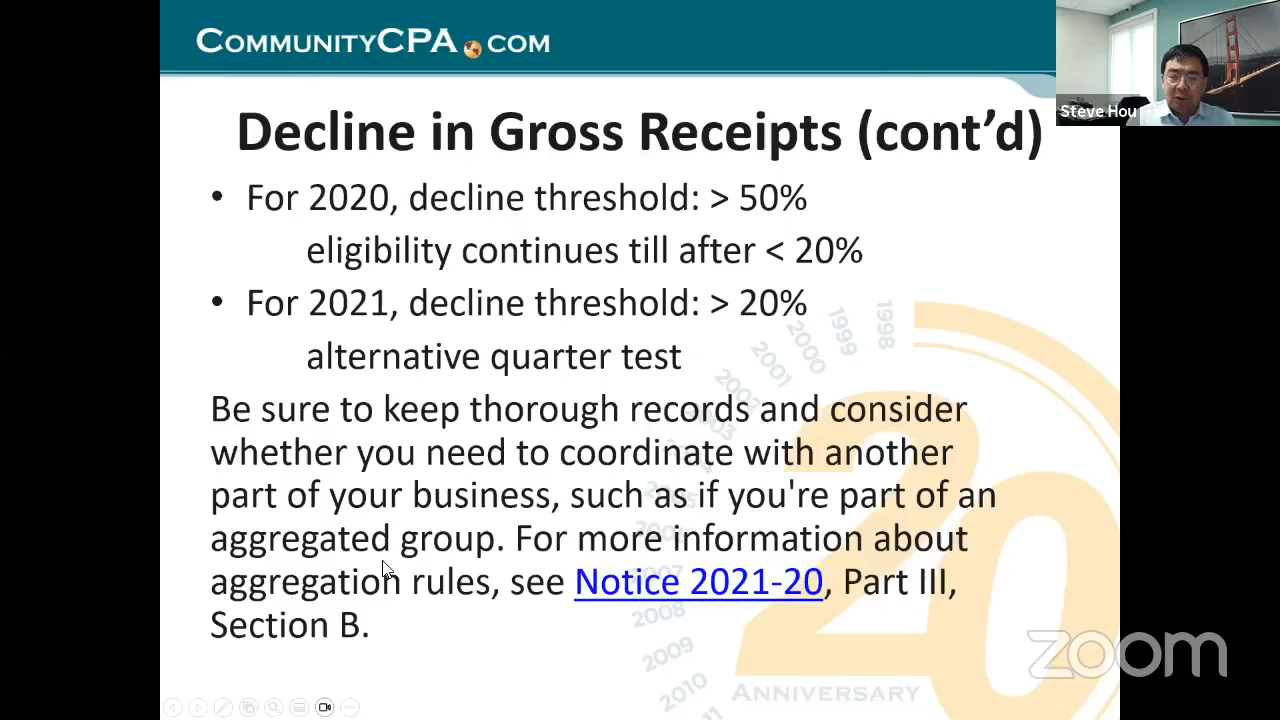 COMMUNITYCPA.COM
Steve Hou
Decline in Gross Receipts (cont’d)
• For 2020, decline threshold: > 50%
eligibility continues till after < 20%
• For 2021, decline threshold: > 20%
alternative quarter test
Be sure to keep thorough records and consider
whether you need to coordinate with another
part of your business, such as if you're part of an
aggregated group. For more information about
aggregation rules, see Notice 2021-20, Part III,
Section B.
1998
1999
2000
2001
2002
2003
2007
2008
2009
2010
20
ANNIVERSARY
zoom